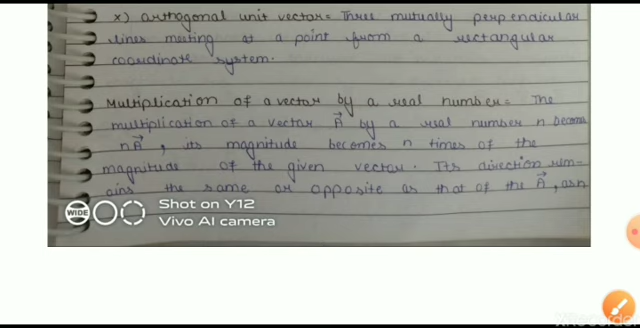 x) orthogonal unit vector = Three mutually perpendicular
lines meeting at a point from a rectangular
coordinate system.
Multiplication of a vector by a real number = The
multiplication of a vector A⃗ by a real number n becomes
nA⃗, its magnitude becomes n times of the
magnitude of the given vector. Its direction rem-
ains the same or opposite as that of the A⃗, as n
WIDE
Shot on Y12
Vivo AI camera
XRecorder